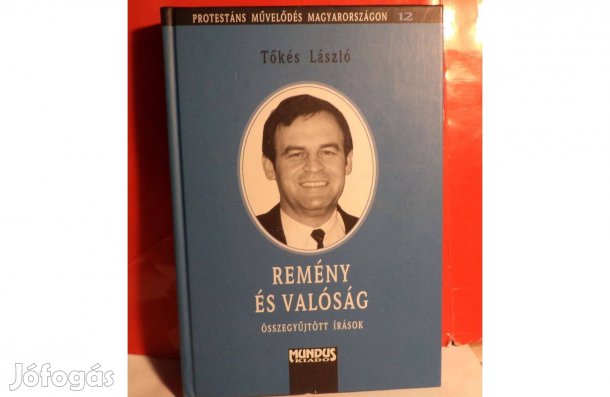 PROTESTÁNS MŰVELŐDÉS MAGYARORSZÁGON 12
Tőkés László
REMÉNY
ÉS VALÓSÁG
ÖSSZEGYŰJTÖTT ÍRÁSOK
MUNDUS
KIADÓ
Jófogás